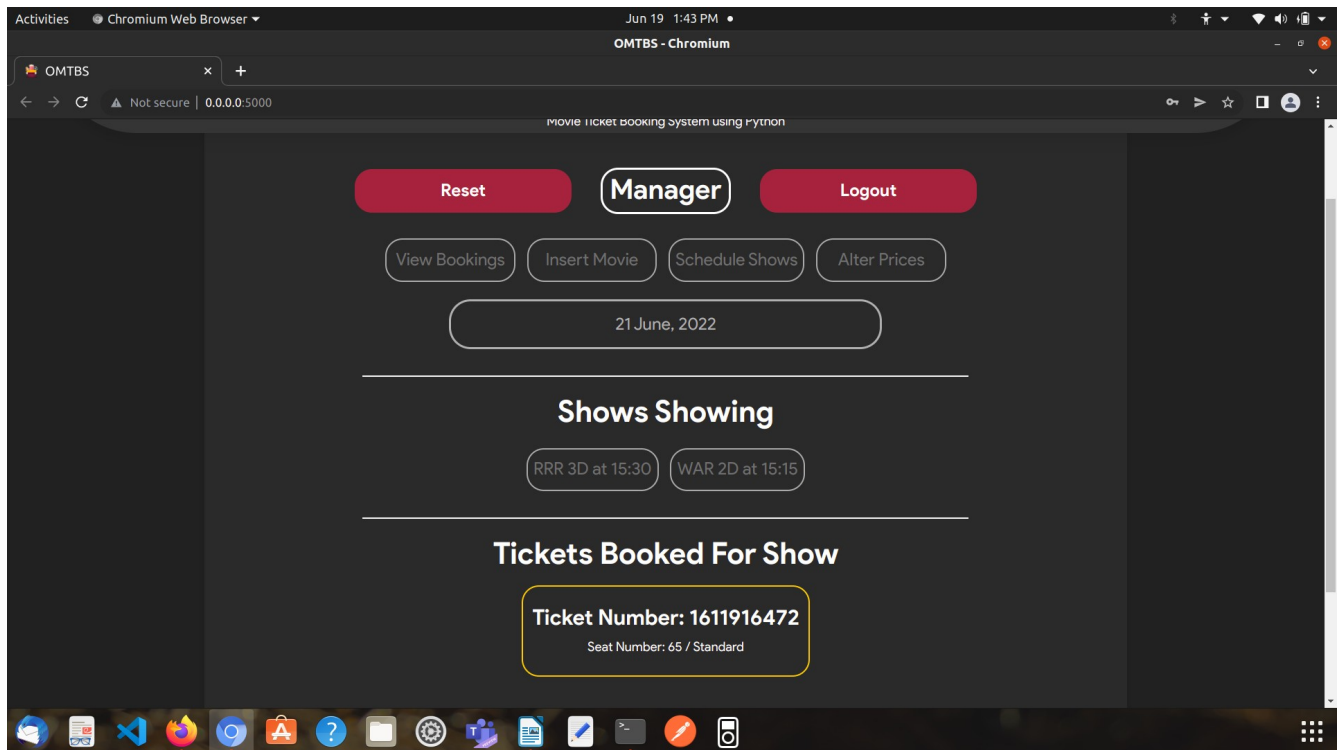 Activities Chromium Web Browser Jun 19 1:43 PM
OMTBS - Chromium
OMTBS
Not secure | 0.0.0.0:5000
Movie Ticket Booking System using Python
Reset Manager Logout
View Bookings Insert Movie Schedule Shows Alter Prices
21 June, 2022
Shows Showing
RRR 3D at 15:30 WAR 2D at 15:15
Tickets Booked For Show
Ticket Number: 1611916472
Seat Number: 65 / Standard